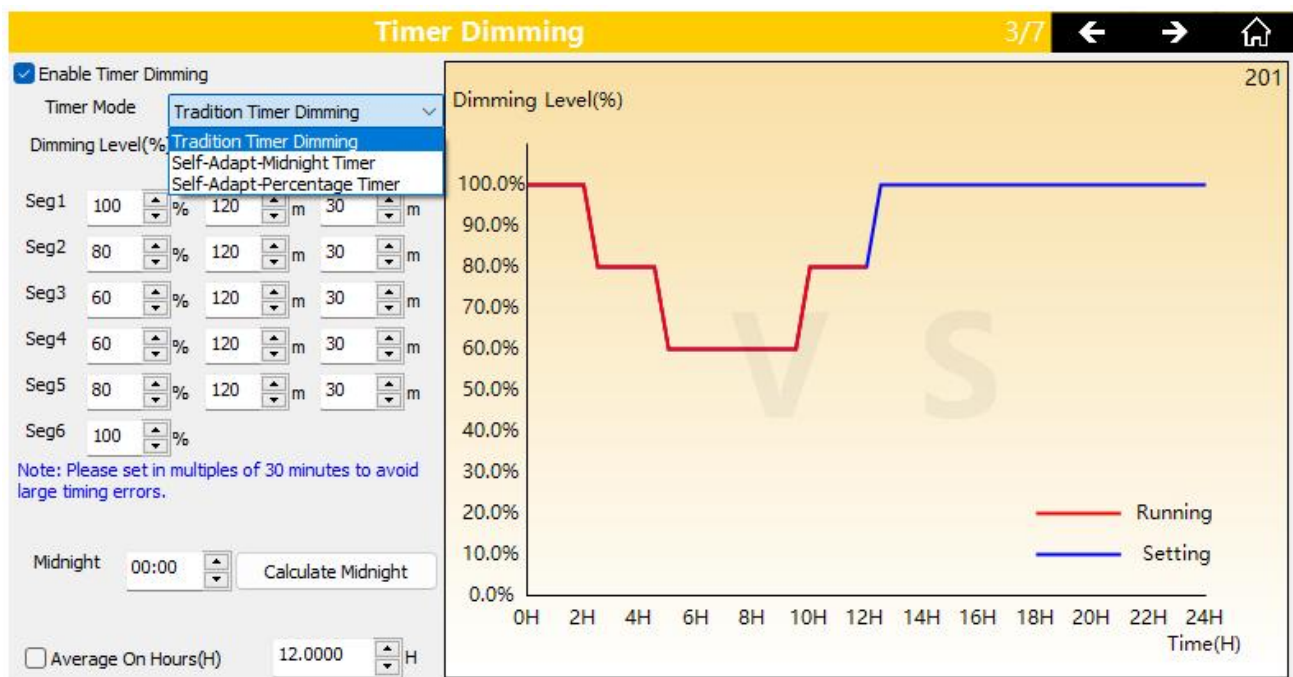 Timer Dimming 3/7
Enable Timer Dimming
Timer Mode Tradition Timer Dimming
Tradition Timer Dimming
Self-Adapt-Midnight Timer
Self-Adapt-Percentage Timer
Dimming Level(%)
Seg1 100 % 120 m 30 m
Seg2 80 % 120 m 30 m
Seg3 60 % 120 m 30 m
Seg4 60 % 120 m 30 m
Seg5 80 % 120 m 30 m
Seg6 100 %
Note: Please set in multiples of 30 minutes to avoid
large timing errors.
Midnight 00:00 Calculate Midnight
Average On Hours(H) 12.0000 H
201
Dimming Level(%)
100.0%
90.0%
80.0%
70.0%
60.0%
50.0%
40.0%
30.0%
20.0%
10.0%
0.0%
V S
Running
Setting
0H 2H 4H 6H 8H 10H 12H 14H 16H 18H 20H 22H 24H
Time(H)